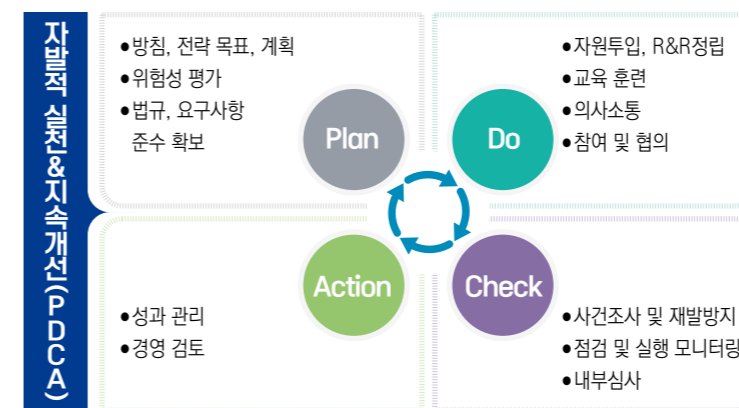 자발적 실천&지속개선(PDCA)
●방침, 전략 목표, 계획
●위험성 평가
●법규, 요구사항
준수 확보
Plan
Do
●자원투입, R&R정립
●교육 훈련
●의사소통
●참여 및 협의
Action
●성과 관리
●경영 검토
Check
●사건조사 및 재발방지
●점검 및 실행 모니터링
●내부심사